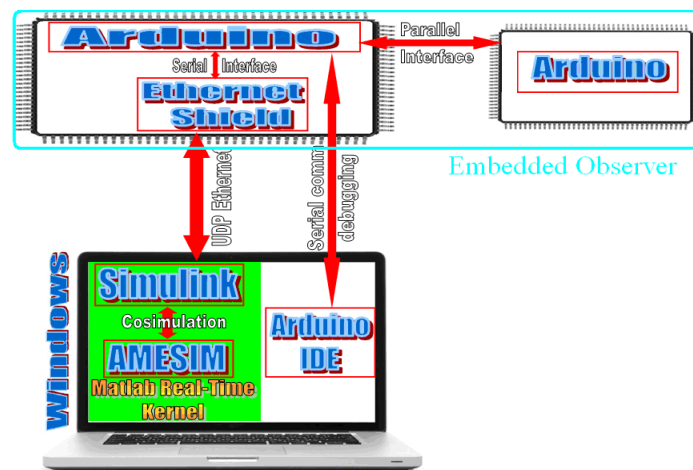 Arduino
Serial Interface
Ethernet
Shield
Parallel
Interface
Arduino
Embedded Observer
UDP Ethernet
Serial comm
debugging
Windows
Simulink
Cosimulation
AMESIM
Matlab Real-Time
Kernel
Arduino
IDE